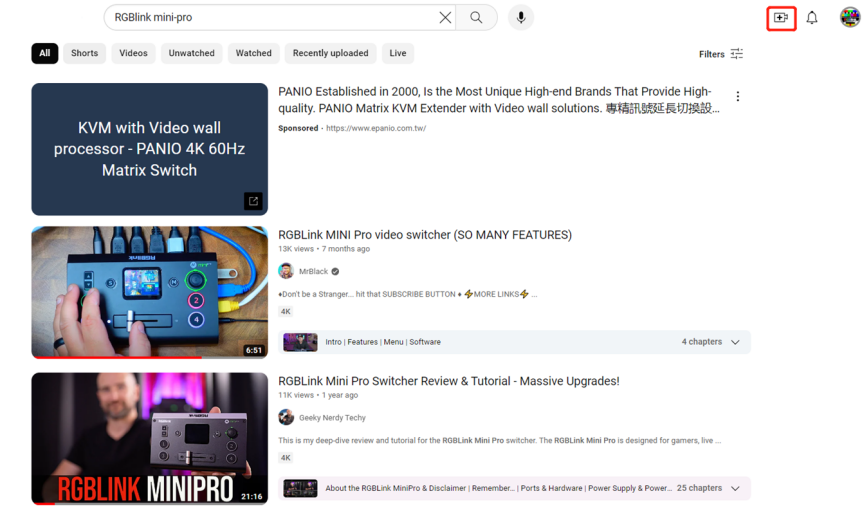 RGBlink mini-pro
All
Shorts
Videos
Unwatched
Watched
Recently uploaded
Live
Filters
KVM with Video wall
processor - PANIO 4K 60Hz
Matrix Switch
PANIO Established in 2000, Is the Most Unique High-end Brands That Provide High-
quality. PANIO Matrix KVM Extender with Video wall solutions. 專精訊號延長切換設...
Sponsored · https://www.epanio.com.tw/
6:51
RGBLink MINI Pro video switcher (SO MANY FEATURES)
13K views • 7 months ago
MrBlack
♦Don't be a Stranger... hit that SUBSCRIBE BUTTON ♦ ⚡MORE LINKS⚡ ...
4K
Intro | Features | Menu | Software
4 chapters
RGBLINK MINIPRO
21:16
RGBLink Mini Pro Switcher Review & Tutorial - Massive Upgrades!
11K views • 1 year ago
Geeky Nerdy Techy
This is my deep-dive review and tutorial for the RGBLink Mini Pro switcher. The RGBLink Mini Pro is designed for gamers, live ...
4K
About the RGBLink MiniPro & Disclaimer | Remember... | Ports & Hardware | Power Supply & Power...
25 chapters